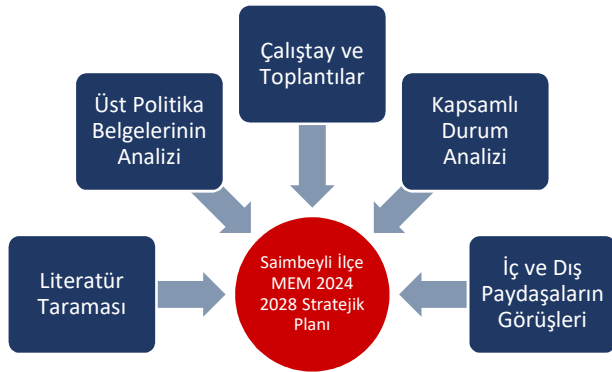 Çalıştay ve
Toplantılar
Üst Politika
Belgelerinin
Analizi
Kapsamlı
Durum
Analizi
Literatür
Taraması
Saimbeyli İlçe
MEM 2024
2028 Stratejik
Planı
İç ve Dış
Paydaşaların
Görüşleri